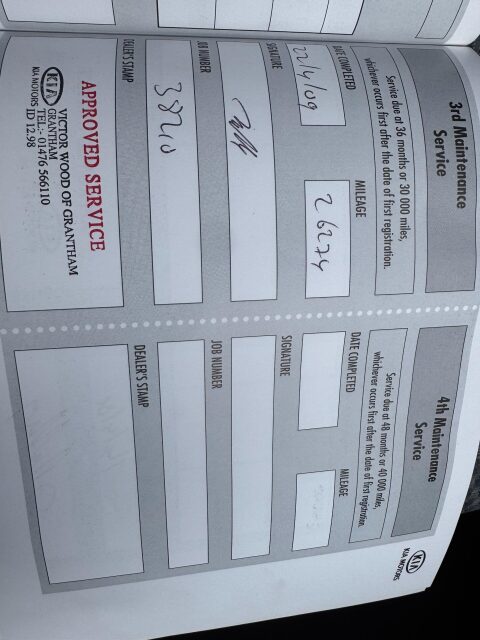 3rd Maintenance
Service
Service due at 36 months or 30 000 miles,
whichever occurs first after the date of first registration.
DATE COMPLETED
MILEAGE
22/4/09
26274
SIGNATURE
JOB NUMBER
38210
DEALER'S STAMP
APPROVED SERVICE
KIA
KIA MOTORS
VICTOR WOOD OF GRANTHAM
GRANTHAM
TEL:- 01476 566110
ID 12.98
4th Maintenance
Service
Service due at 48 months or 40 000 miles,
whichever occurs first after the date of first registration.
DATE COMPLETED
MILEAGE
SIGNATURE
JOB NUMBER
DEALER'S STAMP
KIA
KIA MOTORS